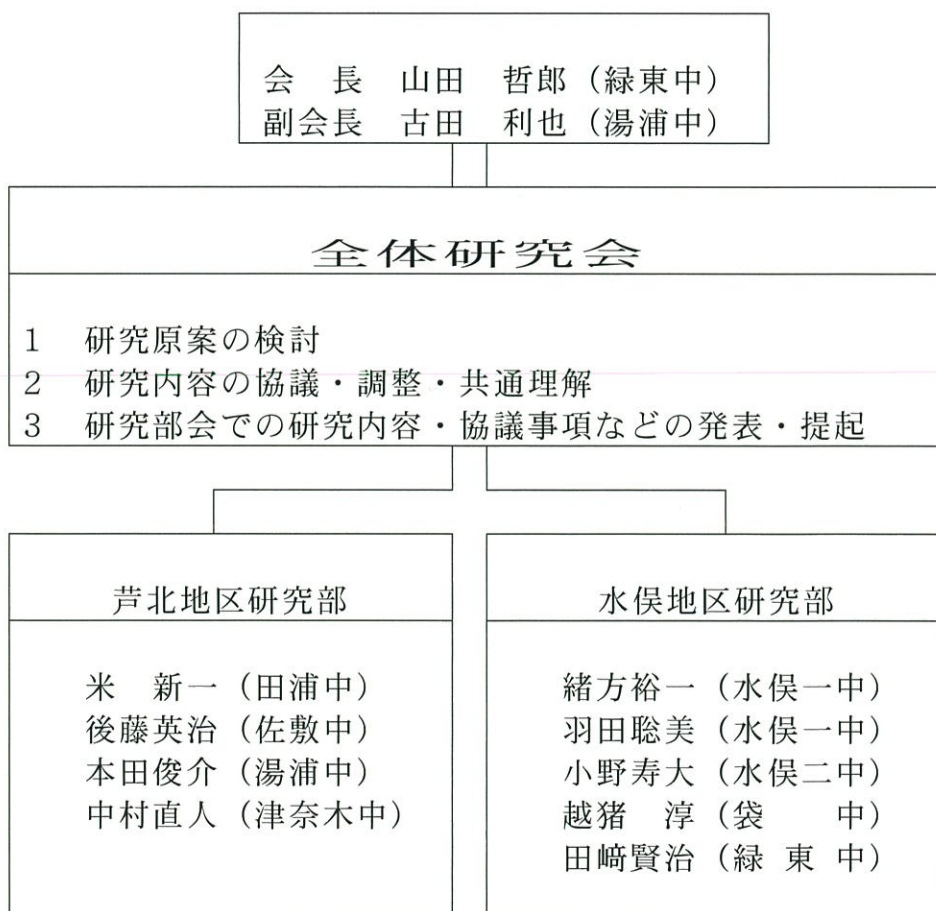 会　長　山田　哲郎（緑東中）
副会長　古田　利也（湯浦中）
全体研究会
1　研究原案の検討
2　研究内容の協議・調整・共通理解
3　研究部会での研究内容・協議事項などの発表・提起
芦北地区研究部
米　新一（田浦中）
後藤英治（佐敷中）
本田俊介（湯浦中）
中村直人（津奈木中）
水俣地区研究部
緒方裕一（水俣一中）
羽田聡美（水俣一中）
小野寿大（水俣二中）
越猪　淳（袋　　中）
田﨑賢治（緑 東 中）